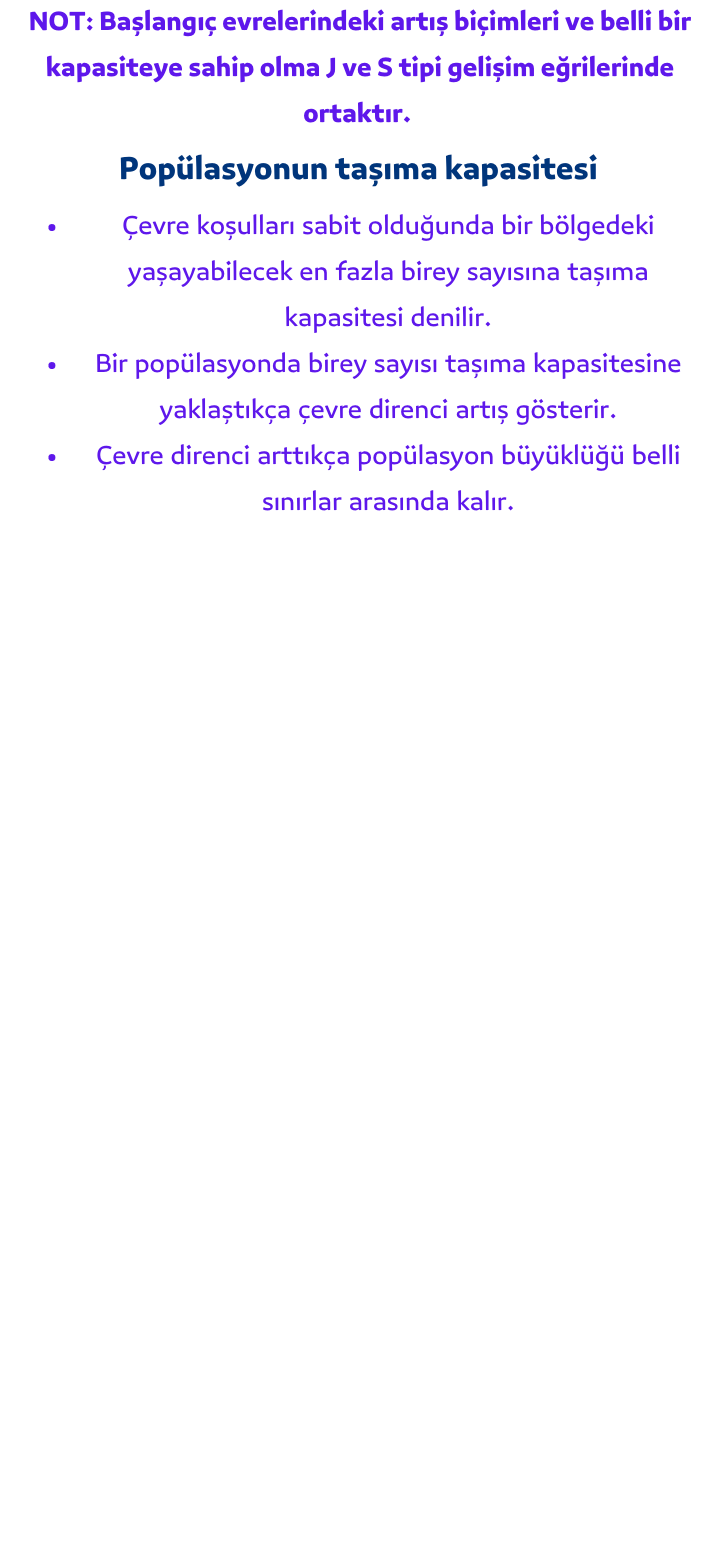 NOT: Başlangıç evrelerindeki artış biçimleri ve belli bir
kapasiteye sahip olma J ve S tipi gelişim eğrilerinde
ortaktır.
Popülasyonun taşıma kapasitesi
• Çevre koşulları sabit olduğunda bir bölgedeki
yaşayabilecek en fazla birey sayısına taşıma
kapasitesi denilir.
• Bir popülasyonda birey sayısı taşıma kapasitesine
yaklaştıkça çevre direnci artış gösterir.
• Çevre direnci arttıkça popülasyon büyüklüğü belli
sınırlar arasında kalır.